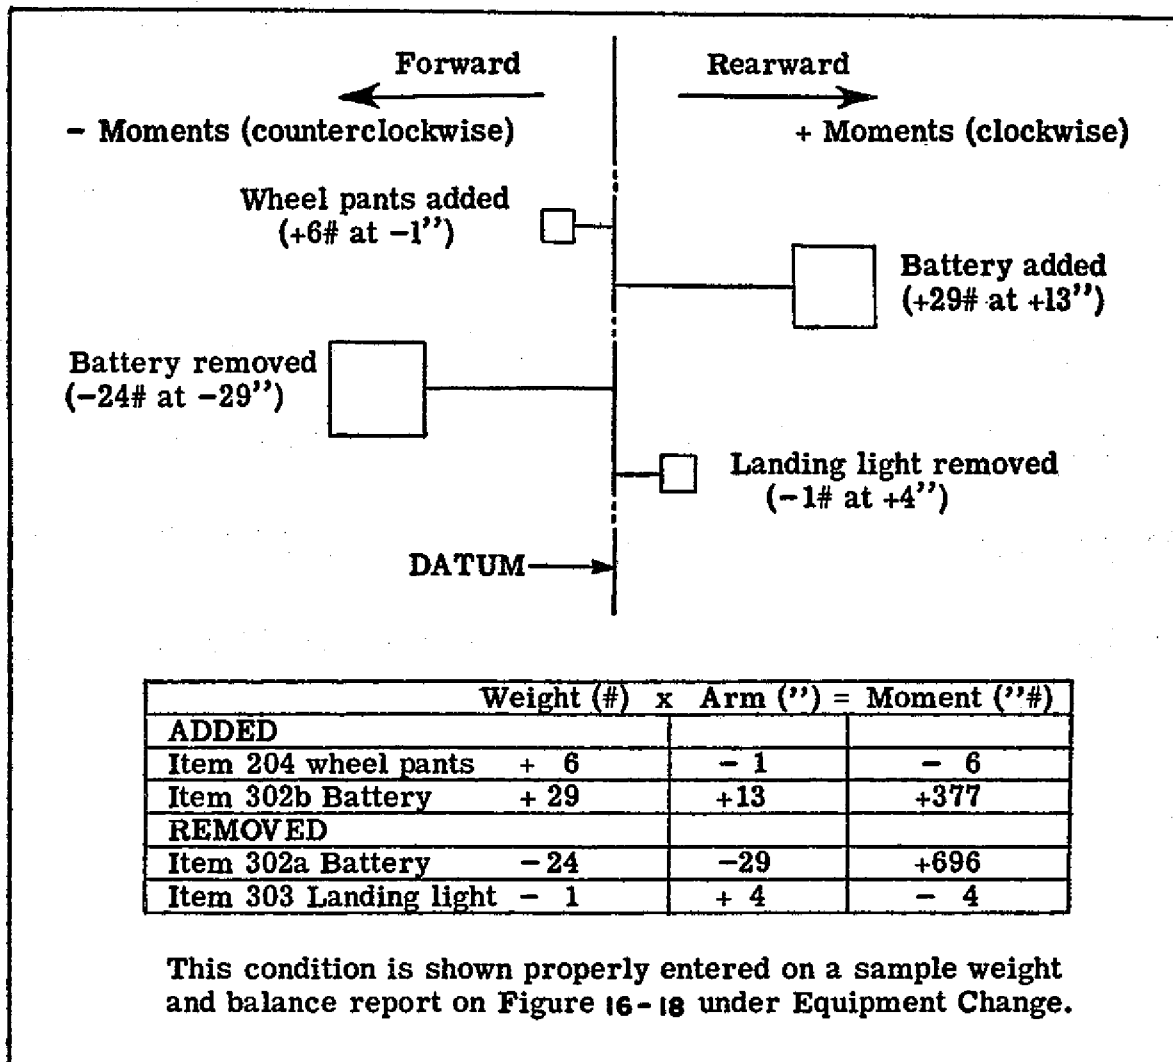 Forward
Rearward
- Moments (counterclockwise)
+ Moments (clockwise)
Wheel pants added
(+6# at -1’’)
Battery added
(+29# at +13’’)
Battery removed
(-24# at -29’’)
Landing light removed
(-1# at +4’’)
DATUM
Weight (#) x Arm (’’) = Moment (’’#)
ADDED
Item 204 wheel pants + 6 - 1 - 6
Item 302b Battery + 29 +13 +377
REMOVED
Item 302a Battery -24 -29 +696
Item 303 Landing light - 1 + 4 - 4
This condition is shown properly entered on a sample weight
and balance report on Figure 16-18 under Equipment Change.